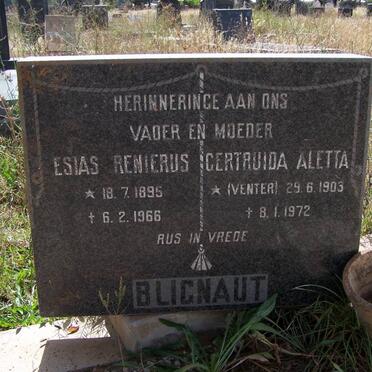 HERINNERINGE AAN ONS
VADER EN MOEDER
ESIAS RENIERUS GERTRUIDA ALETTA
* 18.7.1895 * (VENTER) 29.6.1903
† 6.2.1966 † 8.1.1972
RUS IN VREDE
BLIGNAUT